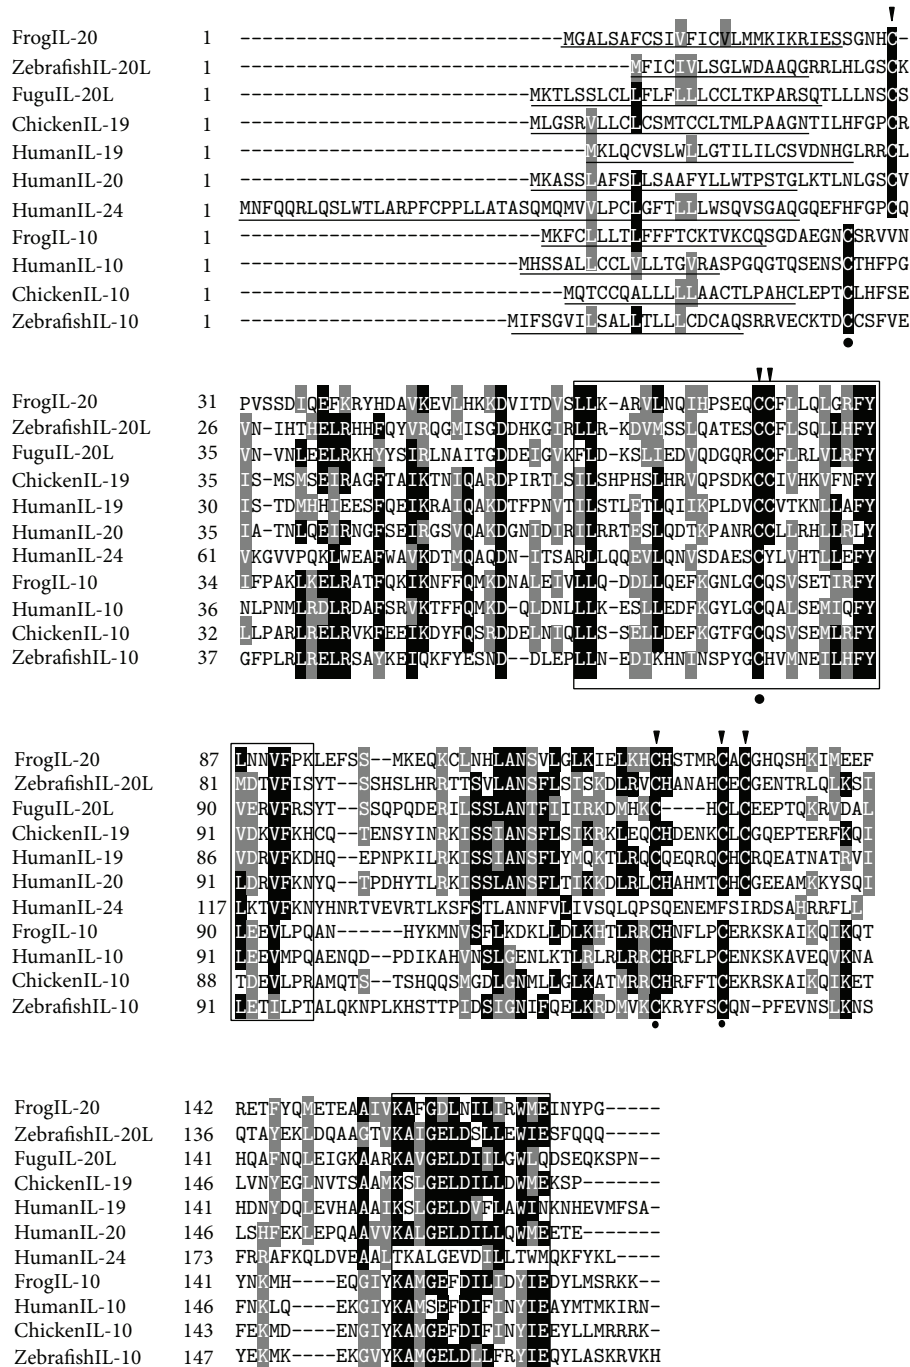 FrogIL-20 1 ------------------------------MGALSAFCSIVFICVLMMKIKRIESSGNHC-
ZebrafishIL-20L 1 ------------------------------------MFICIVLSGLWDAAQGRRLHLGSCK
FuguIL-20L 1 ---------------------------MKTLSSLCLLFLFLLLCCLTKPARSQTLLLNSCS
ChickenIL-19 1 ---------------------------MLGSRVLLCLCSMTCCLTMLPAAGNTILHFGPCR
HumanIL-19 1 --------------------------------MKLQCVSLWLLGTILILCSVDNHGLRRCL
HumanIL-20 1 ---------------------------MKASSLAFSLLSAAFYLLWTPSTGLKTLNLGSCV
HumanIL-24 1 MNFQQRLQSLWTLARPFCPPLLATASQMQMVVLPCLGFTLLLWSQVSGAQGQEFHFGPCQ
FrogIL-10 1 ----------------------------MKFCLLLTLFFFTCKTVKCQSGDAEGNCSRVVN
HumanIL-10 1 --------------------------MHSSALLCCLVLLTGVRASPGQGTQSENSCTHFPG
ChickenIL-10 1 ------------------------------MQTCCQALLLLLAACTLPAHCLEPTCLHFSE
ZebrafishIL-10 1 -------------------------MIFSGVILSALLTLLLCDCAQSRRVECKTDCCSFVE
FrogIL-20 31 PVSSDIQEFKRYHDAVKEVLHKKDVITDVSLLK-ARVLNQIHPSEQCCFLLQLGRFY
ZebrafishIL-20L 26 VN-IHTHELRHHFQYVRQGMISGDDHKGIRLLR-KDVMSSLQATESCCFLSQLLHFY
FuguIL-20L 35 VN-VNLEELRKHYYSIRLNAITGDDEIGVKFLD-KSLIEDVQDGQRCCFLRLVLRFY
ChickenIL-19 35 IS-MSMSEIRAGFTAIKTNIQARDPIRTLSILSHPHSLHRVQPSDKCCIVHKVFNFY
HumanIL-19 30 IS-TDMHHIEESFQEIKRAIQAKDTFPNVTILSTLETLQIIKPLDVCCVTKNLLAFY
HumanIL-20 35 IA-TNLQEIRNGFSEIRGSVQAKDGNIDIRILRRTESLQDTKPANRCCLLRHLLRLY
HumanIL-24 61 VKGVVPQKLWEAFWAVKDTMQAQDN-ITSARLLQQEVLQNVSDAESCYLVHTLLEFY
FrogIL-10 34 IFPAKLKELRATFQKIKNFFQMKDNALEIVLLQ-DDLLQEFKGNLGCQSVSETIRFY
HumanIL-10 36 NLPNMLRDLRDAFSRVKTFFQMKD-QLDNLLLK-ESLLEDFKGYLGCQALSEMIQFY
ChickenIL-10 32 LLPARLRELRVKFEEIKDYFQSRDDELNIQLLS-SELLDEFKGTFGCQSVSEMLRFY
ZebrafishIL-10 37 GFPLRLRELRSAYKEIQKFYESND--DLEPLLN-EDIKHNINSPYGCHVMNEILHFY
FrogIL-20 87 LNNVFPKLEFSS--MKEQKCLNHLANSVLGLKIELKHCHSTMRCACGHQSHKIMEEF
ZebrafishIL-20L 81 MDTVFISYT--SSHSLHRRTTSVLANSFLSISKDLRVCHANAHCECGENTRLQLKSI
FuguIL-20L 90 VERVFRSYT--SSQPQDERILSSLANTFIIIRKDMHKC----HCLCEEPTQKRVDAL
ChickenIL-19 91 VDKVFKHCQ--TENSYINRKISSIANSFLSIKRKLEQCHDENKCLCGQEPTERFKQI
HumanIL-19 86 VDRVFKDHQ--EPNPKILRKISSIANSFLYMQKTLRQCQEQRQCHCRQEATNATRVI
HumanIL-20 91 LDRVFKNYQ--TPDHYTLRKISSLANSFLTIKKDLRLCHAHMTCHCGEEAMKKYSQI
HumanIL-24 117 LKTVFKNYHNRTVEVRTLKSFSTLANNFVLIVSQLQPSQENEMFSIRDSAHRRFLL
FrogIL-10 90 LEEVLPQAN------HYKMNVSFLKDKLLDLKHTLRRCHNFLPCERKSKAIKQIKQT
HumanIL-10 91 LEEVMPQAENQD--PDIKAHVNSLGENLKTLRLRLRRCHRFLPCENKSKAVEQVKNA
ChickenIL-10 88 TDEVLPRAMQTS--TSHQQSMGDLGNMLLGLKATMRRCHRFFTCEKRSKAIKQIKET
ZebrafishIL-10 91 LETILPTALQKNPLKHSTTPIDSIGNIFQELKRDMVKCKRYFSCQN-PFEVNSLKNS
FrogIL-20 142 RETFYQMETEAAIVKAFGDLNILIRWMEINYPG-----
ZebrafishIL-20L 136 QTAYEKLDQAAGTVKAIGELDSLLEWIESFQQQ-----
FuguIL-20L 141 HQAFNQLEIGKAARKAVGELDIILGWLQDSEQKSPN--
ChickenIL-19 146 LVNYEGLNVTSAAMKSLGELDILLDWMEKSP-----
HumanIL-19 141 HDNYDQLEVHAAAIKSLGELDVFLAWINKNHEVMFSA-
HumanIL-20 146 LSHFEKLEPQAAVVKALGELDILLQWMEETE-------
HumanIL-24 173 FRRAFKQLDVEAALTKALGEVDILLTWMQKFYKL----
FrogIL-10 141 YNKMH----EQGIYKAMGEFDILIDYIEDYLMSRKK--
HumanIL-10 146 FNKLQ----EKGIYKAMSEFDIFINYIEAYMTMKIRN-
ChickenIL-10 143 FEKMD----ENGIYKAMGEFDIFINYIEEYLLMRRRK-
ZebrafishIL-10 147 YEKMK----EKGVYKAMGELDLLFRYIEQYLASKRVKH